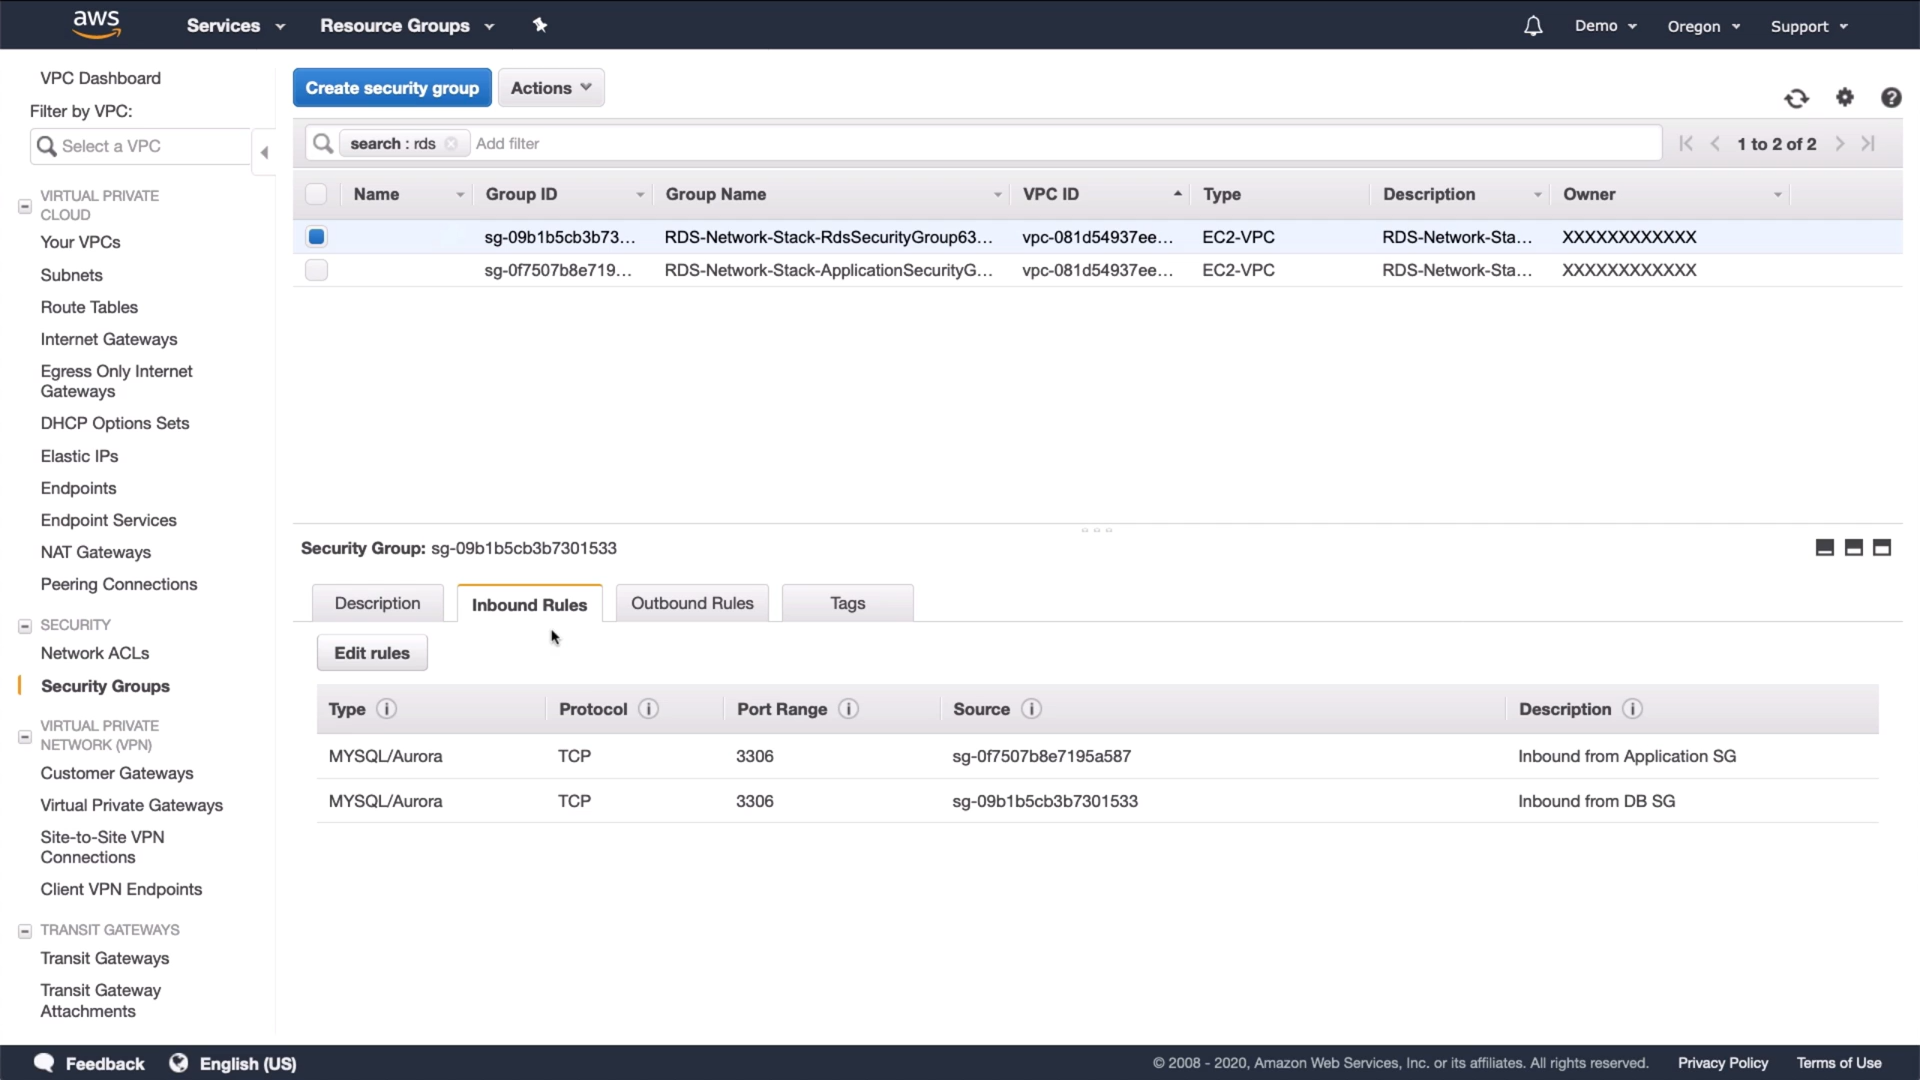 aws Services Resource Groups Demo Oregon Support
VPC Dashboard
Filter by VPC:
Select a VPC
VIRTUAL PRIVATE
CLOUD
Your VPCs
Subnets
Route Tables
Internet Gateways
Egress Only Internet
Gateways
DHCP Options Sets
Elastic IPs
Endpoints
Endpoint Services
NAT Gateways
Peering Connections
SECURITY
Network ACLs
Security Groups
VIRTUAL PRIVATE
NETWORK (VPN)
Customer Gateways
Virtual Private Gateways
Site-to-Site VPN
Connections
Client VPN Endpoints
TRANSIT GATEWAYS
Transit Gateways
Transit Gateway
Attachments
Create security group Actions
search : rds Add filter 1 to 2 of 2
Name Group ID Group Name VPC ID Type Description Owner
sg-09b1b5cb3b73... RDS-Network-Stack-RdsSecurityGroup63... vpc-081d54937ee... EC2-VPC RDS-Network-Sta... XXXXXXXXXXXX
sg-0f7507b8e719... RDS-Network-Stack-ApplicationSecurityG... vpc-081d54937ee... EC2-VPC RDS-Network-Sta... XXXXXXXXXXXX
Security Group: sg-09b1b5cb3b7301533
Description Inbound Rules Outbound Rules Tags
Edit rules
Type Protocol Port Range Source Description
MYSQL/Aurora TCP 3306 sg-0f7507b8e7195a587 Inbound from Application SG
MYSQL/Aurora TCP 3306 sg-09b1b5cb3b7301533 Inbound from DB SG
Feedback English (US) © 2008 - 2020, Amazon Web Services, Inc. or its affiliates. All rights reserved. Privacy Policy Terms of Use